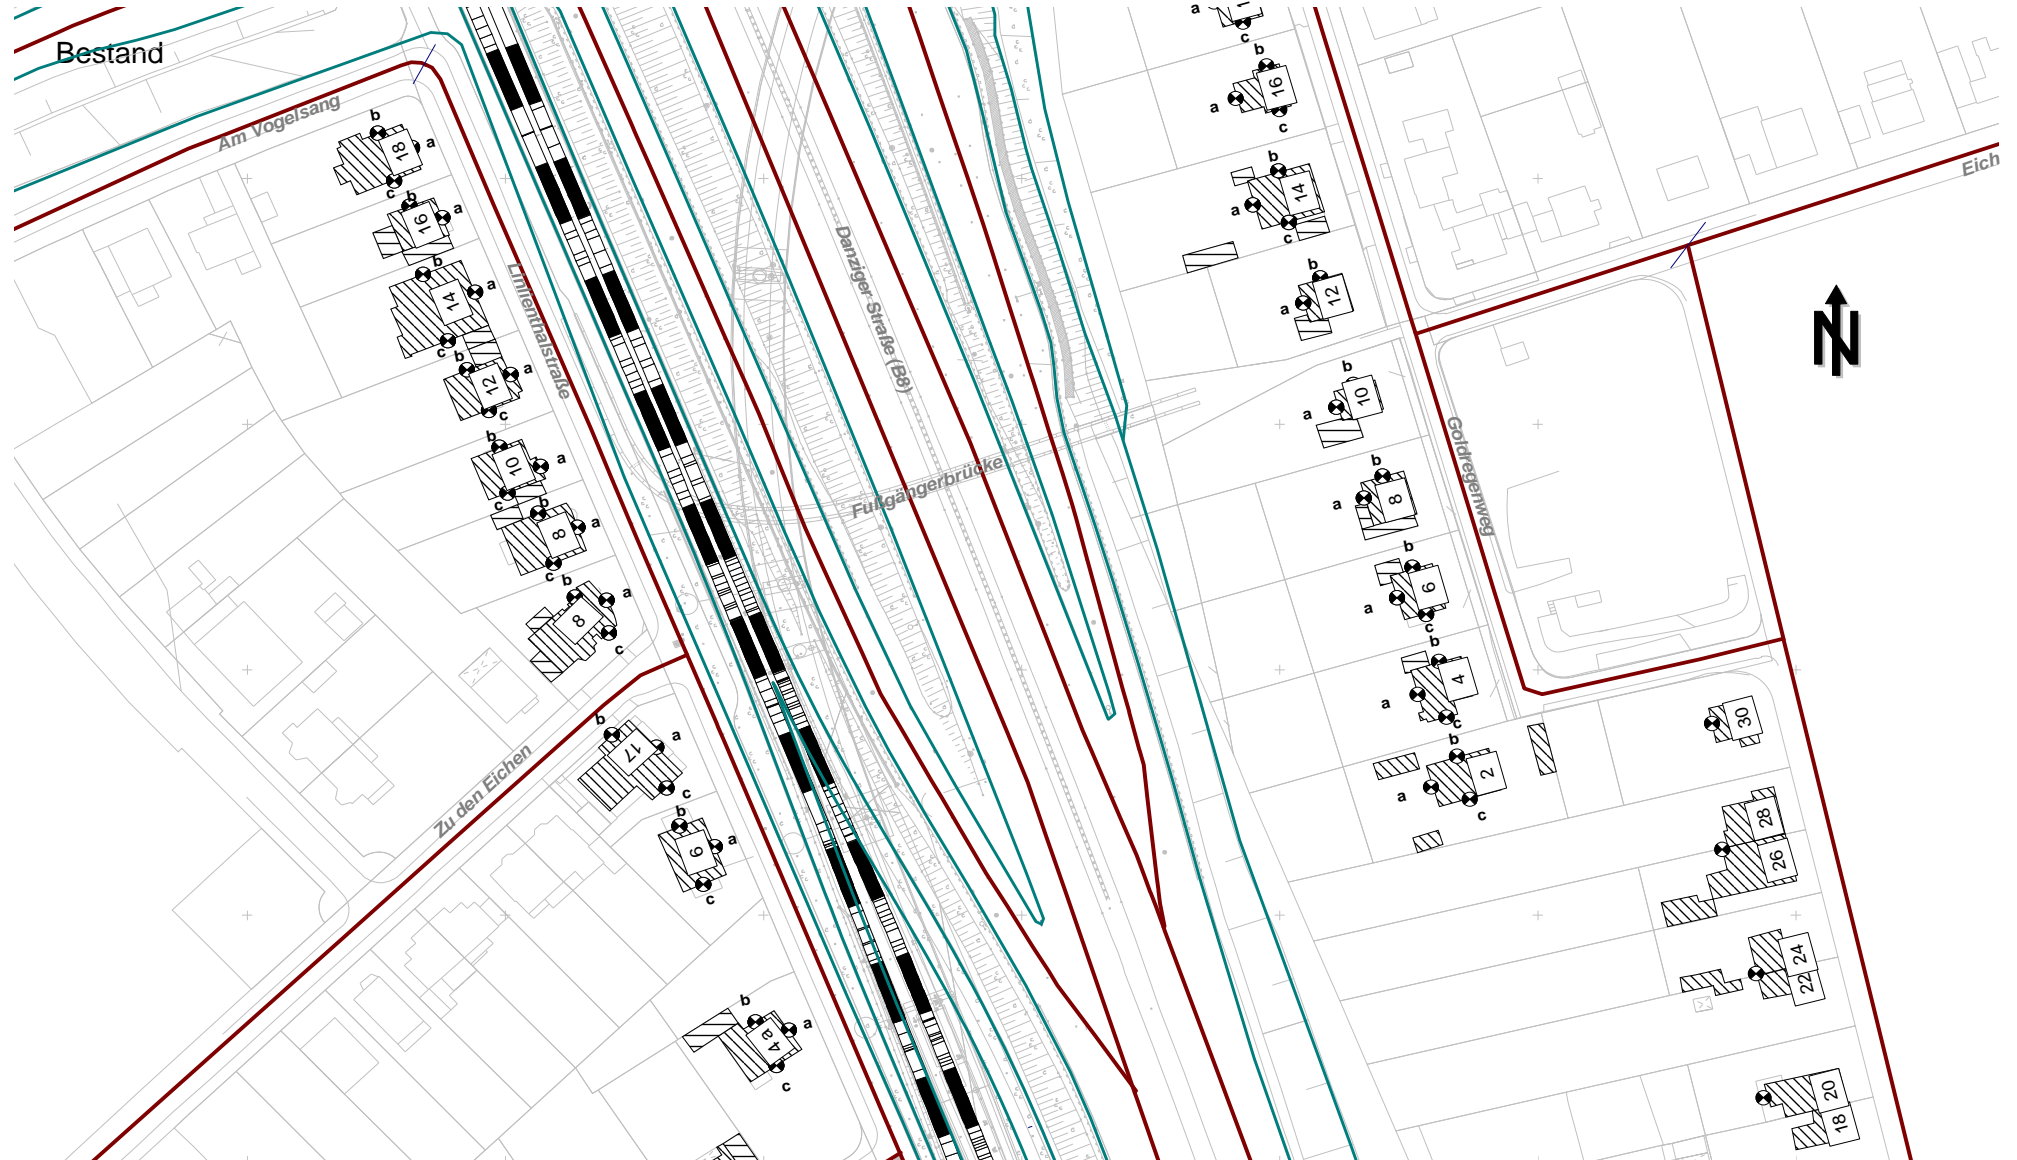 Bestand
Am Vogelsang
Linnenthalstraße
Danziger Straße (B8)
Fußgängerbrücke
Goldregenweg
Zu den Eichen
Eich
N
b
18
a
c
b
16
a
b
14
a
c
b
12
a
c
b
10
a
c
b
8
a
c
b
8
a
c
b
17
a
c
b
6
a
c
b
4a
a
c
a
c
b
16
a
c
b
14
a
c
b
12
a
b
10
a
b
8
a
b
6
a
c
b
4
a
c
b
2
a
c
30
28
26
24
22
20
18